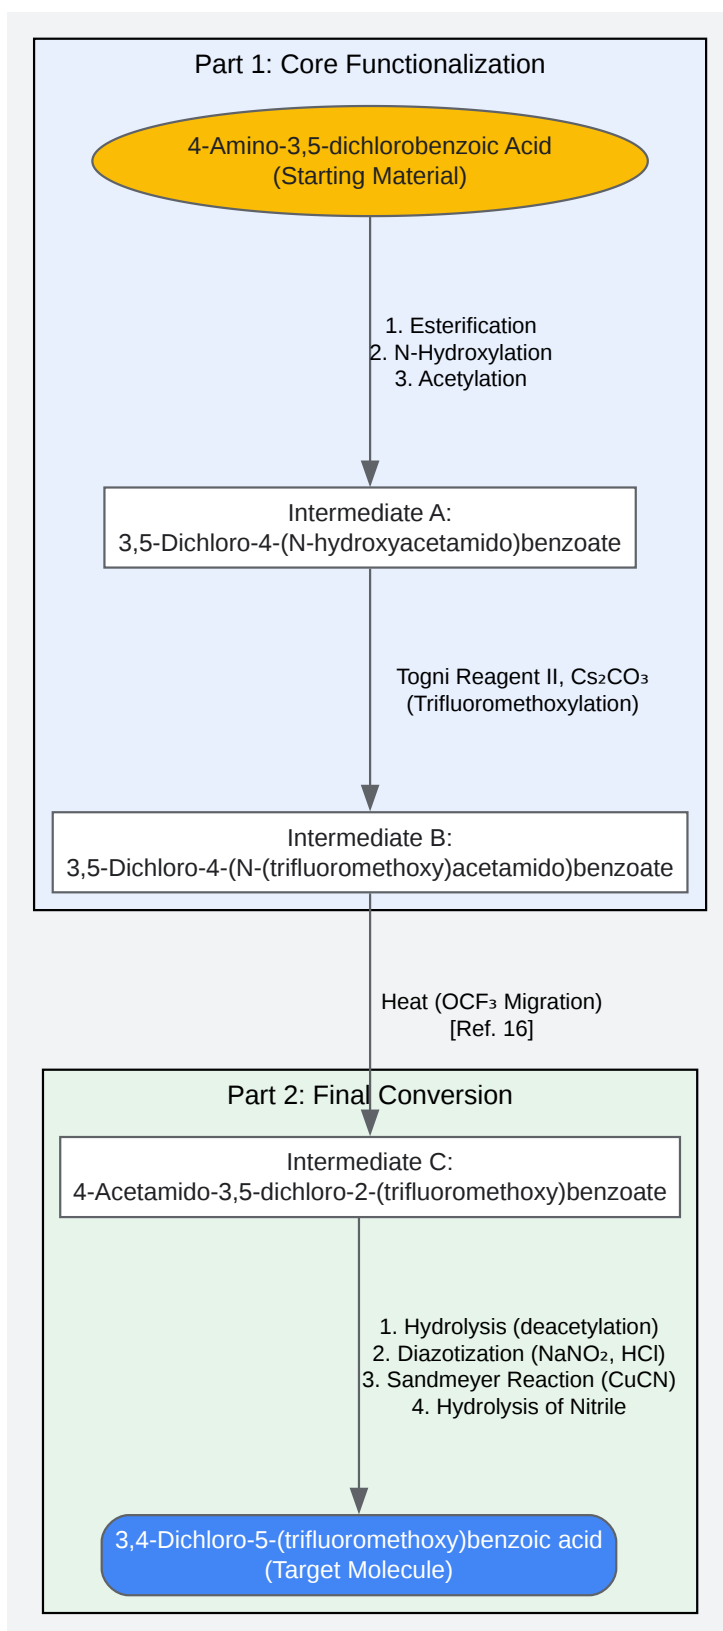 Part 1: Core Functionalization
4-Amino-3,5-dichlorobenzoic Acid
(Starting Material)
1. Esterification
2. N-Hydroxylation
3. Acetylation
Intermediate A:
3,5-Dichloro-4-(N-hydroxyacetamido)benzoate
Togni Reagent II, Cs₂CO₃
(Trifluoromethoxylation)
Intermediate B:
3,5-Dichloro-4-(N-(trifluoromethoxy)acetamido)benzoate
Heat (OCF₃ Migration)
[Ref. 16]
Part 2: Final Conversion
Intermediate C:
4-Acetamido-3,5-dichloro-2-(trifluoromethoxy)benzoate
1. Hydrolysis (deacetylation)
2. Diazotization (NaNO₂, HCl)
3. Sandmeyer Reaction (CuCN)
4. Hydrolysis of Nitrile
3,4-Dichloro-5-(trifluoromethoxy)benzoic acid
(Target Molecule)